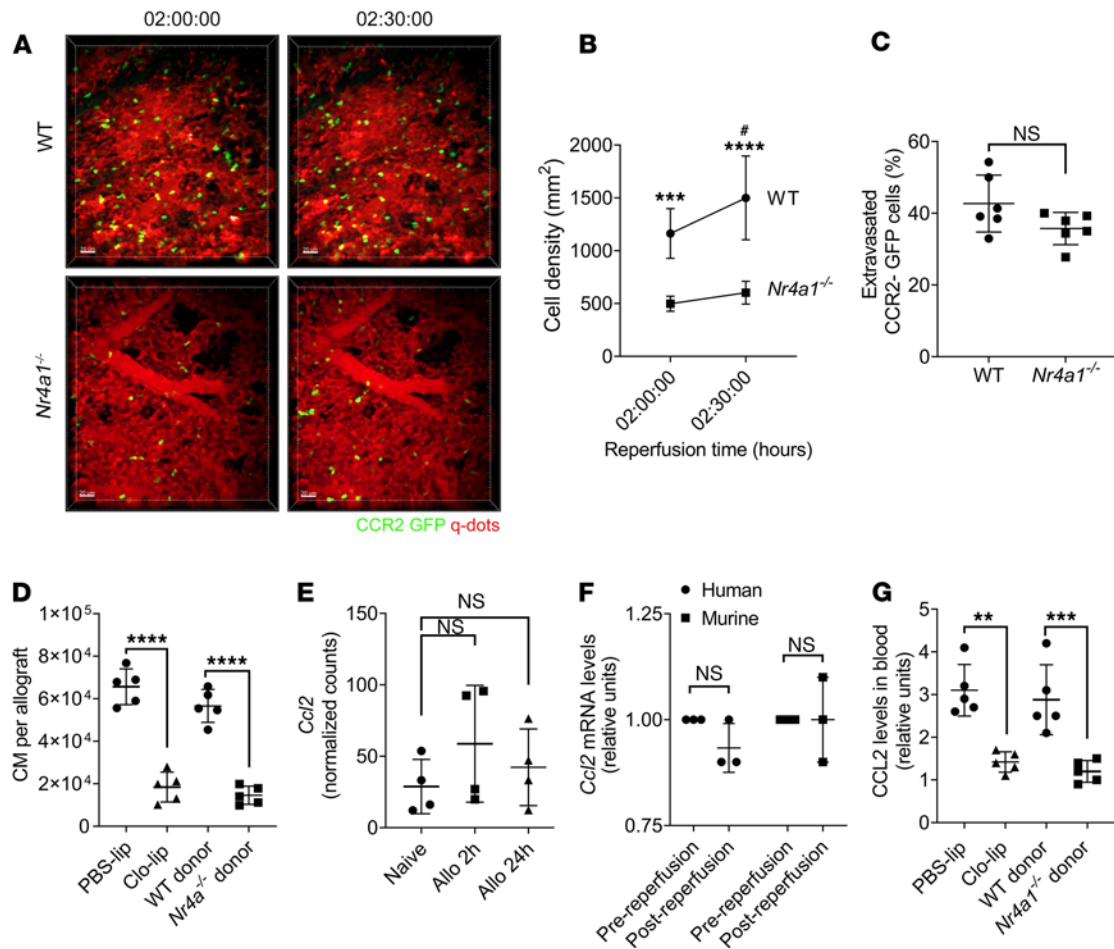 A
02:00:00
02:30:00
WT
Nr4a1-/-
CCR2 GFP q-dots
B
Cell density (mm²)
2000
1500
1000
500
0
***
#
****
WT
Nr4a1-/-
02:00:00
02:30:00
Reperfusion time (hours)
C
Extravasated
CCR2- GFP cells (%)
60
40
20
0
NS
WT
Nr4a1-/-
D
CM per allograft
1×10⁵
8×10⁴
6×10⁴
4×10⁴
2×10⁴
0
****
****
PBS-lip
Clo-lip
WT donor
Nr4a-/- donor
E
Ccl2
(normalized counts)
150
100
50
0
NS
NS
Naive
Allo 2h
Allo 24h
F
Human
Murine
Ccl2 mRNA levels
(relative units)
1.25
1.00
0.75
NS
NS
Pre-reperfusion
Post-reperfusion
Pre-reperfusion
Post-reperfusion
G
CCL2 levels in blood
(relative units)
5
4
3
2
1
0
**
***
PBS-lip
Clo-lip
WT donor
Nr4a1-/- donor